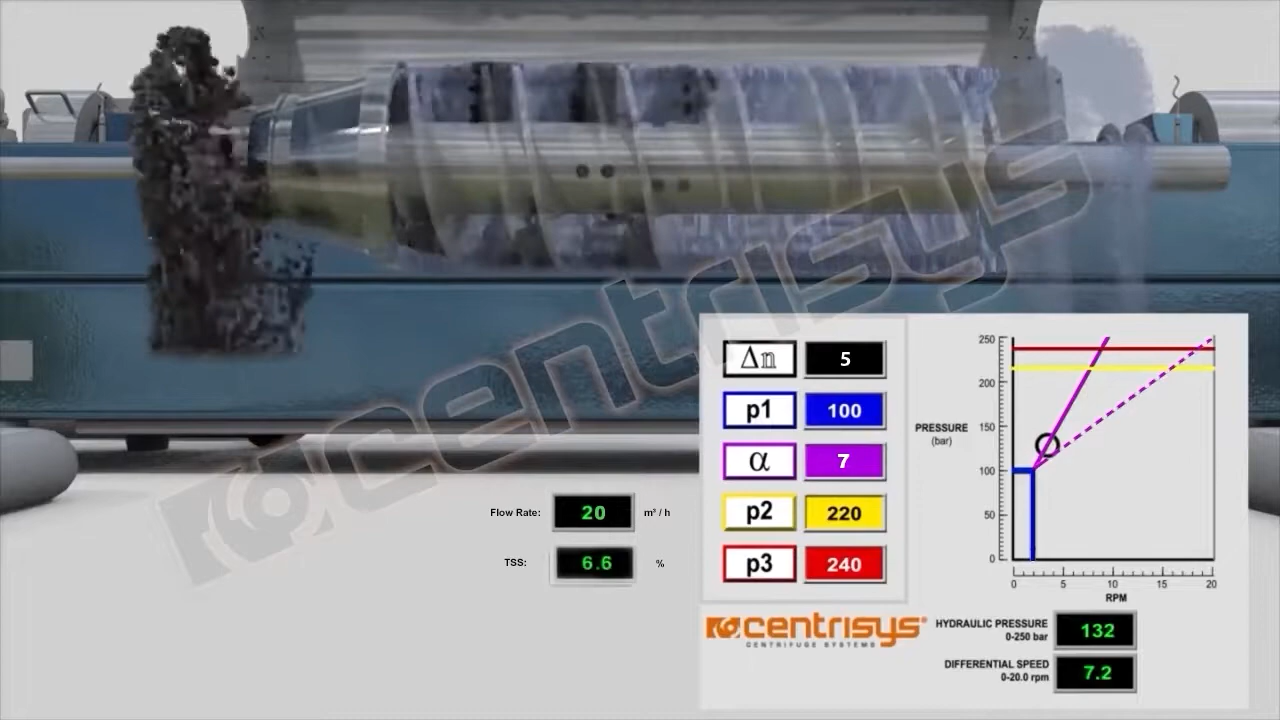 centrisys
Δn 5
p1 100
α 7
p2 220
p3 240
PRESSURE
(bar)
250
200
150
100
50
0
0 5 10 15 20
RPM
Flow Rate: 20 m³ / h
TSS: 6.6 %
centrisys®
CENTRIFUGE SYSTEMS
HYDRAULIC PRESSURE
0-250 bar
132
DIFFERENTIAL SPEED
0-20.0 rpm
7.2